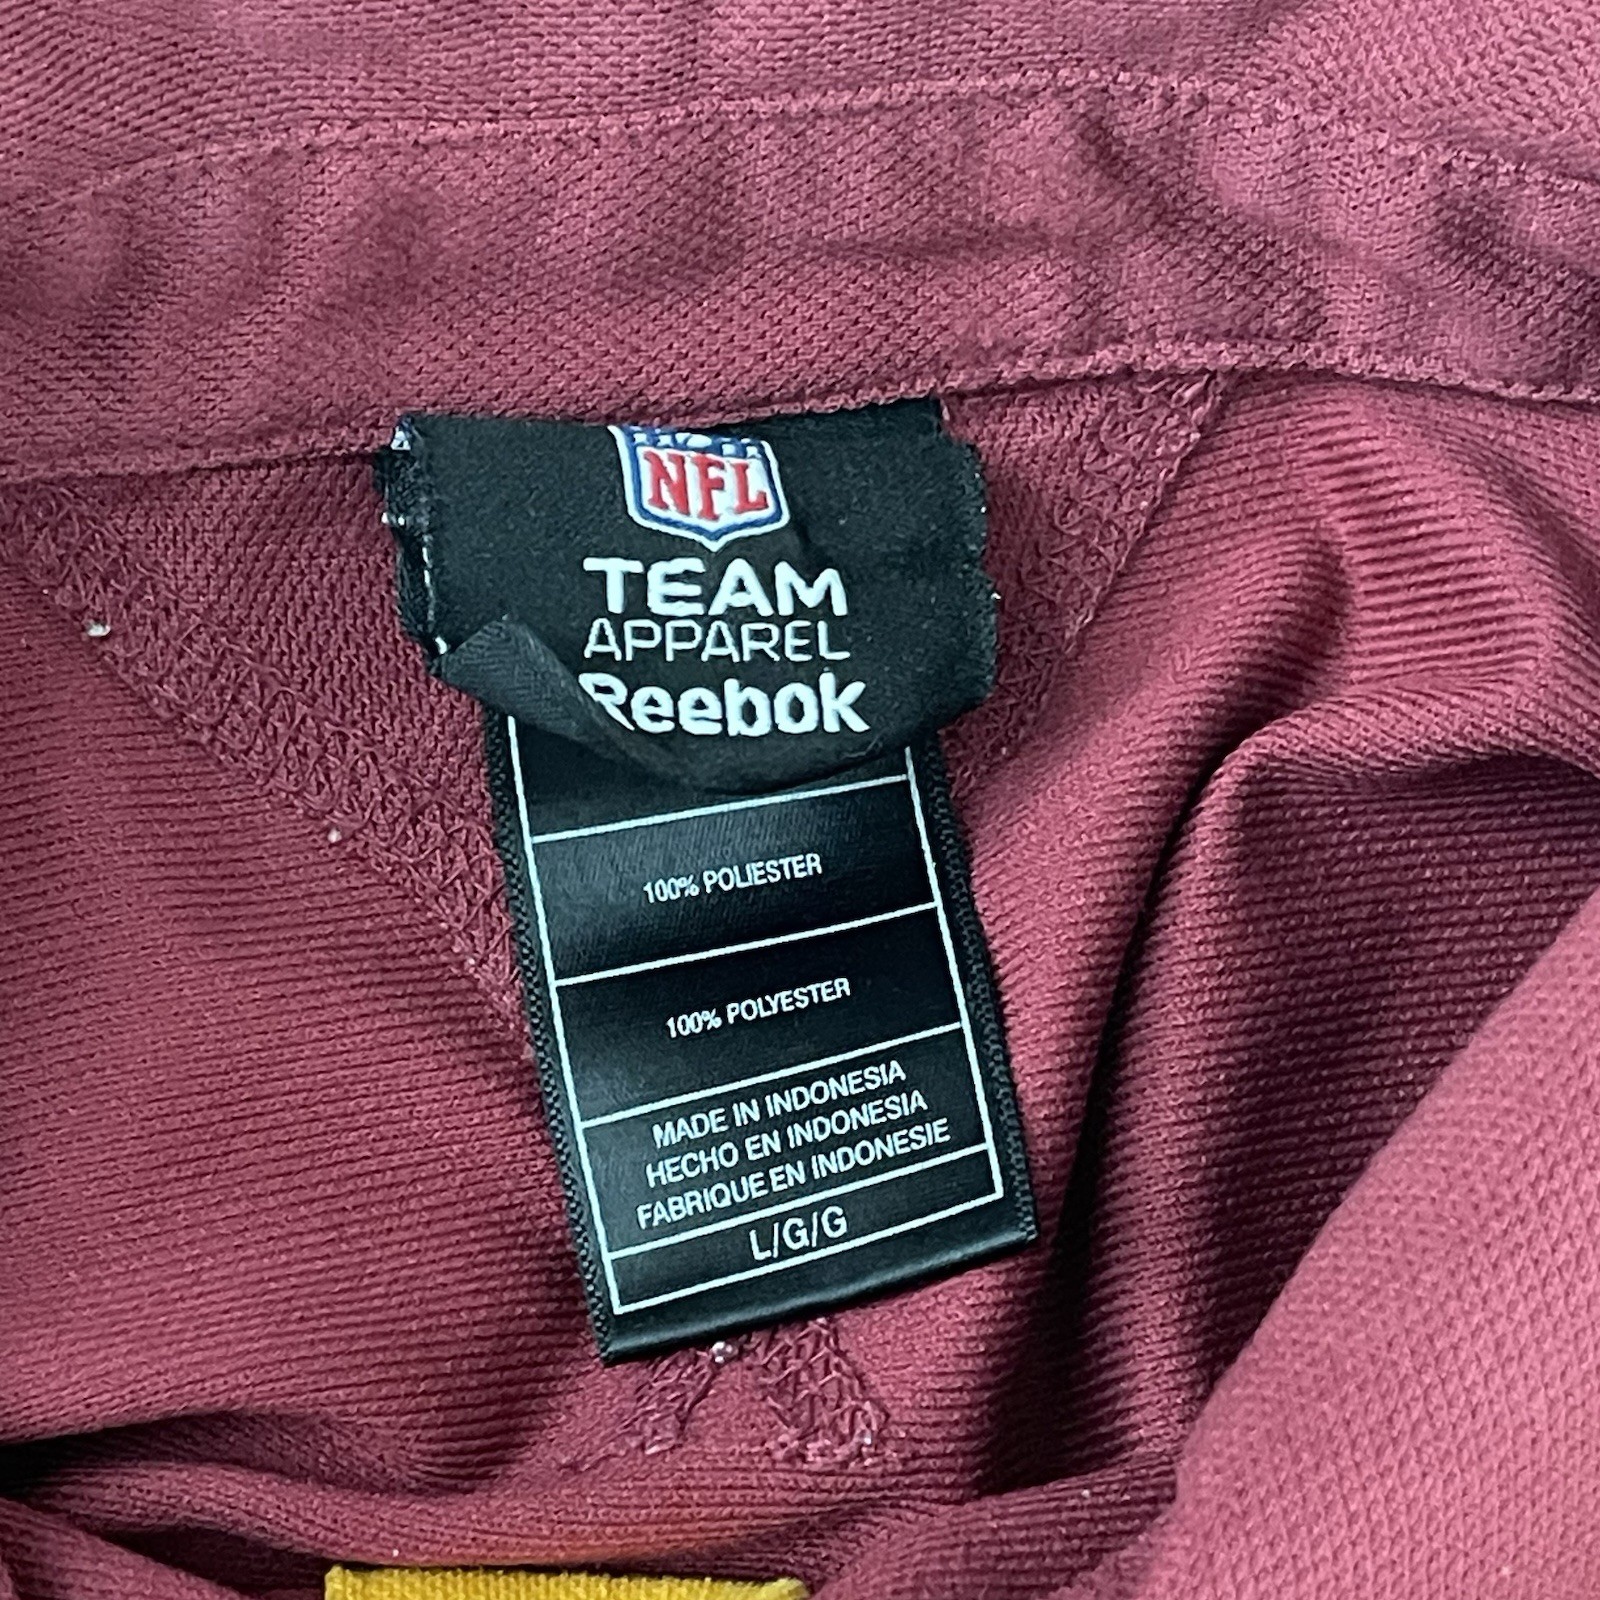 NFL
TEAM
APPAREL
Reebok
100% POLIESTER
100% POLYESTER
MADE IN INDONESIA
HECHO EN INDONESIA
FABRIQUE EN INDONESIE
L/G/G